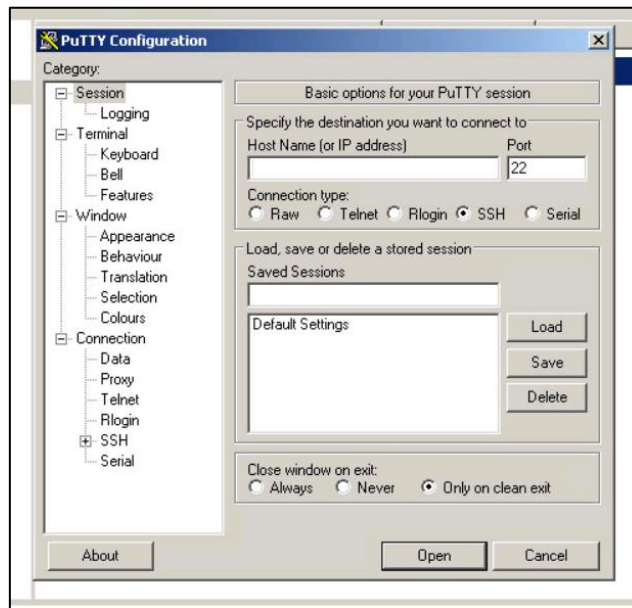 PuTTY Configuration
Category:
Session
Logging
Terminal
Keyboard
Bell
Features
Window
Appearance
Behaviour
Translation
Selection
Colours
Connection
Data
Proxy
Telnet
Rlogin
SSH
Serial
Basic options for your PuTTY session
Specify the destination you want to connect to
Host Name (or IP address) Port
22
Connection type:
Raw Telnet Rlogin SSH Serial
Load, save or delete a stored session
Saved Sessions
Default Settings
Load
Save
Delete
Close window on exit:
Always Never Only on clean exit
About Open Cancel